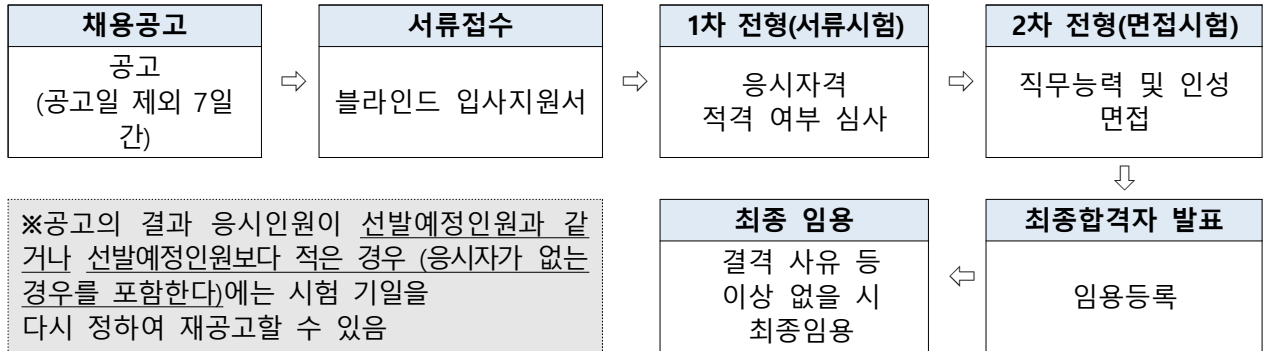 채용공고
공고
(공고일 제외 7일
간)
⇨
서류접수
블라인드 입사지원서
⇨
1차 전형(서류시험)
응시자격
적격 여부 심사
⇨
2차 전형(면접시험)
직무능력 및 인성
면접
⇩
최종합격자 발표
임용등록
⇦
최종 임용
결격 사유 등
이상 없을 시
최종임용
※공고의 결과 응시인원이 선발예정인원과 같
거나 선발예정인원보다 적은 경우 (응시자가 없는
경우를 포함한다)에는 시험 기일을
다시 정하여 재공고할 수 있음